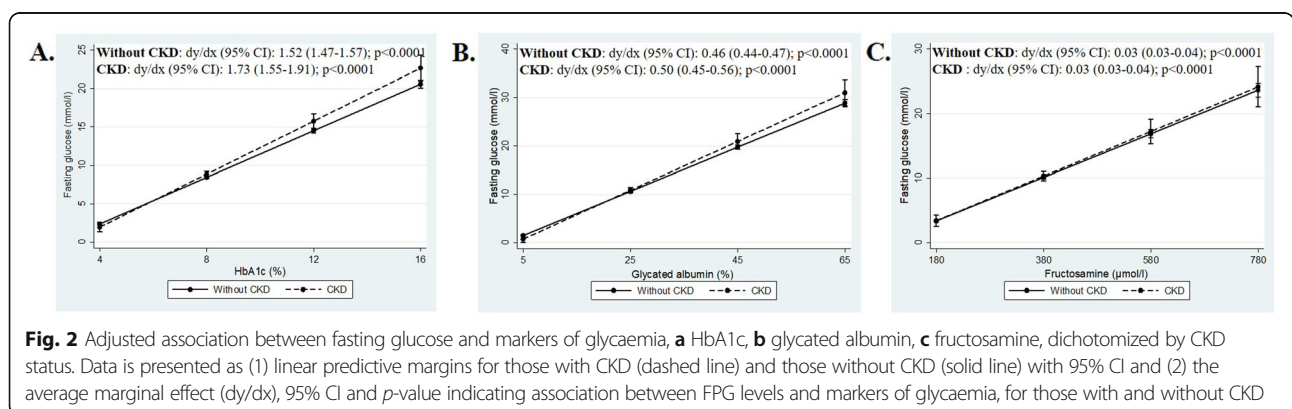 A.
Without CKD: dy/dx (95% CI): 1.52 (1.47-1.57); p<0.0001
CKD: dy/dx (95% CI): 1.73 (1.55-1.91); p<0.0001
Fasting glucose (mmol/l)
25
20
15
10
5
0
4 8 12 16
HbA1c (%)
Without CKD CKD
B.
Without CKD: dy/dx (95% CI): 0.46 (0.44-0.47); p<0.0001
CKD: dy/dx (95% CI): 0.50 (0.45-0.56); p<0.0001
Fasting glucose (mmol/l)
40
30
20
10
0
5 25 45 65
Glycated albumin (%)
Without CKD CKD
C.
Without CKD: dy/dx (95% CI): 0.03 (0.03-0.04); p<0.0001
CKD : dy/dx (95% CI): 0.03 (0.03-0.04); p<0.0001
Fasting glucose (mmol/l)
30
20
10
0
180 380 580 780
Fructosamine (µmol/l)
Without CKD CKD
Fig. 2 Adjusted association between fasting glucose and markers of glycaemia, a HbA1c, b glycated albumin, c fructosamine, dichotomized by CKD
status. Data is presented as (1) linear predictive margins for those with CKD (dashed line) and those without CKD (solid line) with 95% CI and (2) the
average marginal effect (dy/dx), 95% CI and p-value indicating association between FPG levels and markers of glycaemia, for those with and without CKD